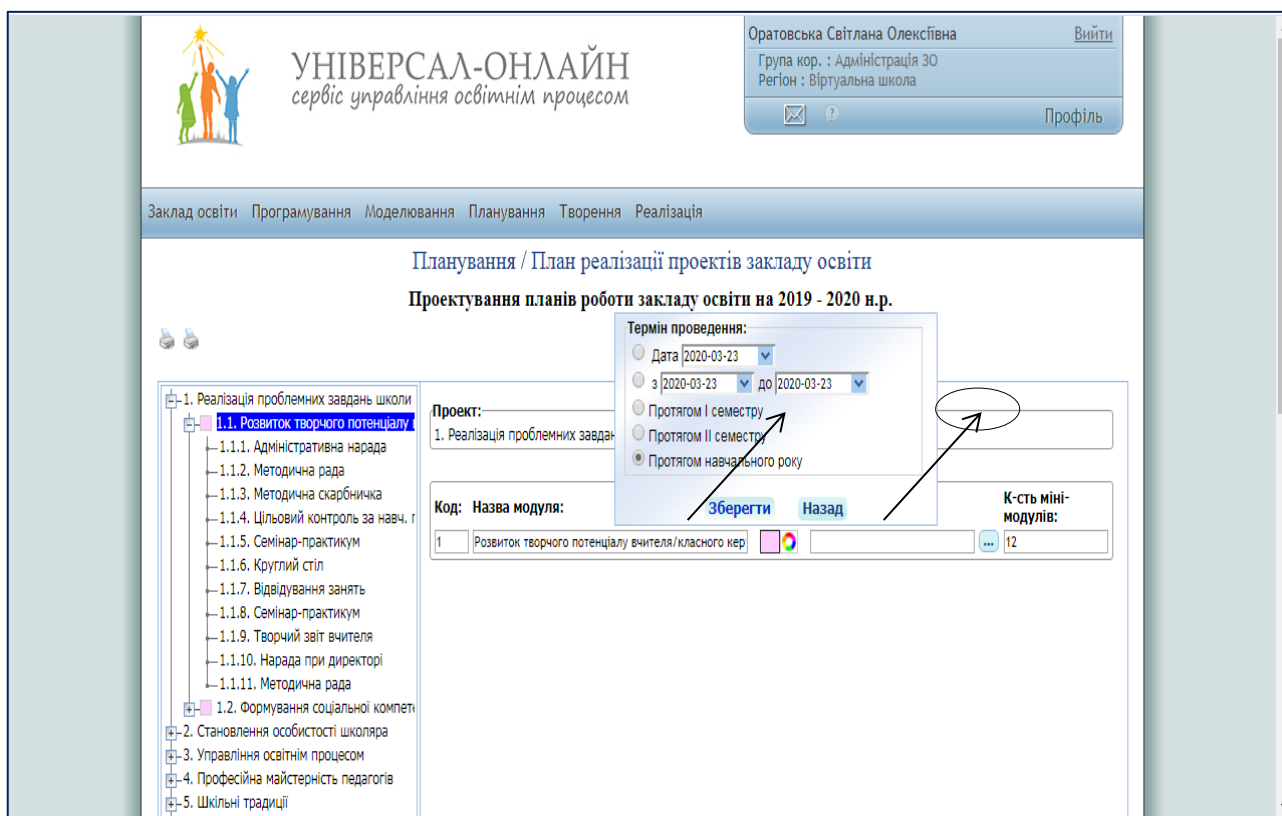 УНІВЕРСАЛ-ОНЛАЙН
сервіс управління освітнім процесом
Оратовська Світлана Олексіївна
Вийти
Група кор. : Адміністрація ЗО
Регіон : Віртуальна школа
Профіль
Заклад освіти Програмування Моделювання Планування Творення Реалізація
Планування / План реалізації проектів закладу освіти
Проектування планів роботи закладу освіти на 2019 - 2020 н.р.
Термін проведення:
Дата 2020-03-23
з 2020-03-23 до 2020-03-23
Протягом I семестру
Протягом II семестру
Протягом навчального року
Зберегти Назад
1. Реалізація проблемних завдань школи
1.1. Розвиток творчого потенціалу
1.1.1. Адміністративна нарада
1.1.2. Методична рада
1.1.3. Методична скарбничка
1.1.4. Цільовий контроль за навч.
1.1.5. Семінар-практикум
1.1.6. Круглий стіл
1.1.7. Відвідування занять
1.1.8. Семінар-практикум
1.1.9. Творчий звіт вчителя
1.1.10. Нарада при директорі
1.1.11. Методична рада
1.2. Формування соціальної компет
2. Становлення особистості школяра
3. Управління освітнім процесом
4. Професійна майстерність педагогів
5. Шкільні традиції
Проект:
1. Реалізація проблемних завдан
Код: Назва модуля:
К-сть міні-
модулів:
1 Розвиток творчого потенціалу вчителя/класного кер ... 12